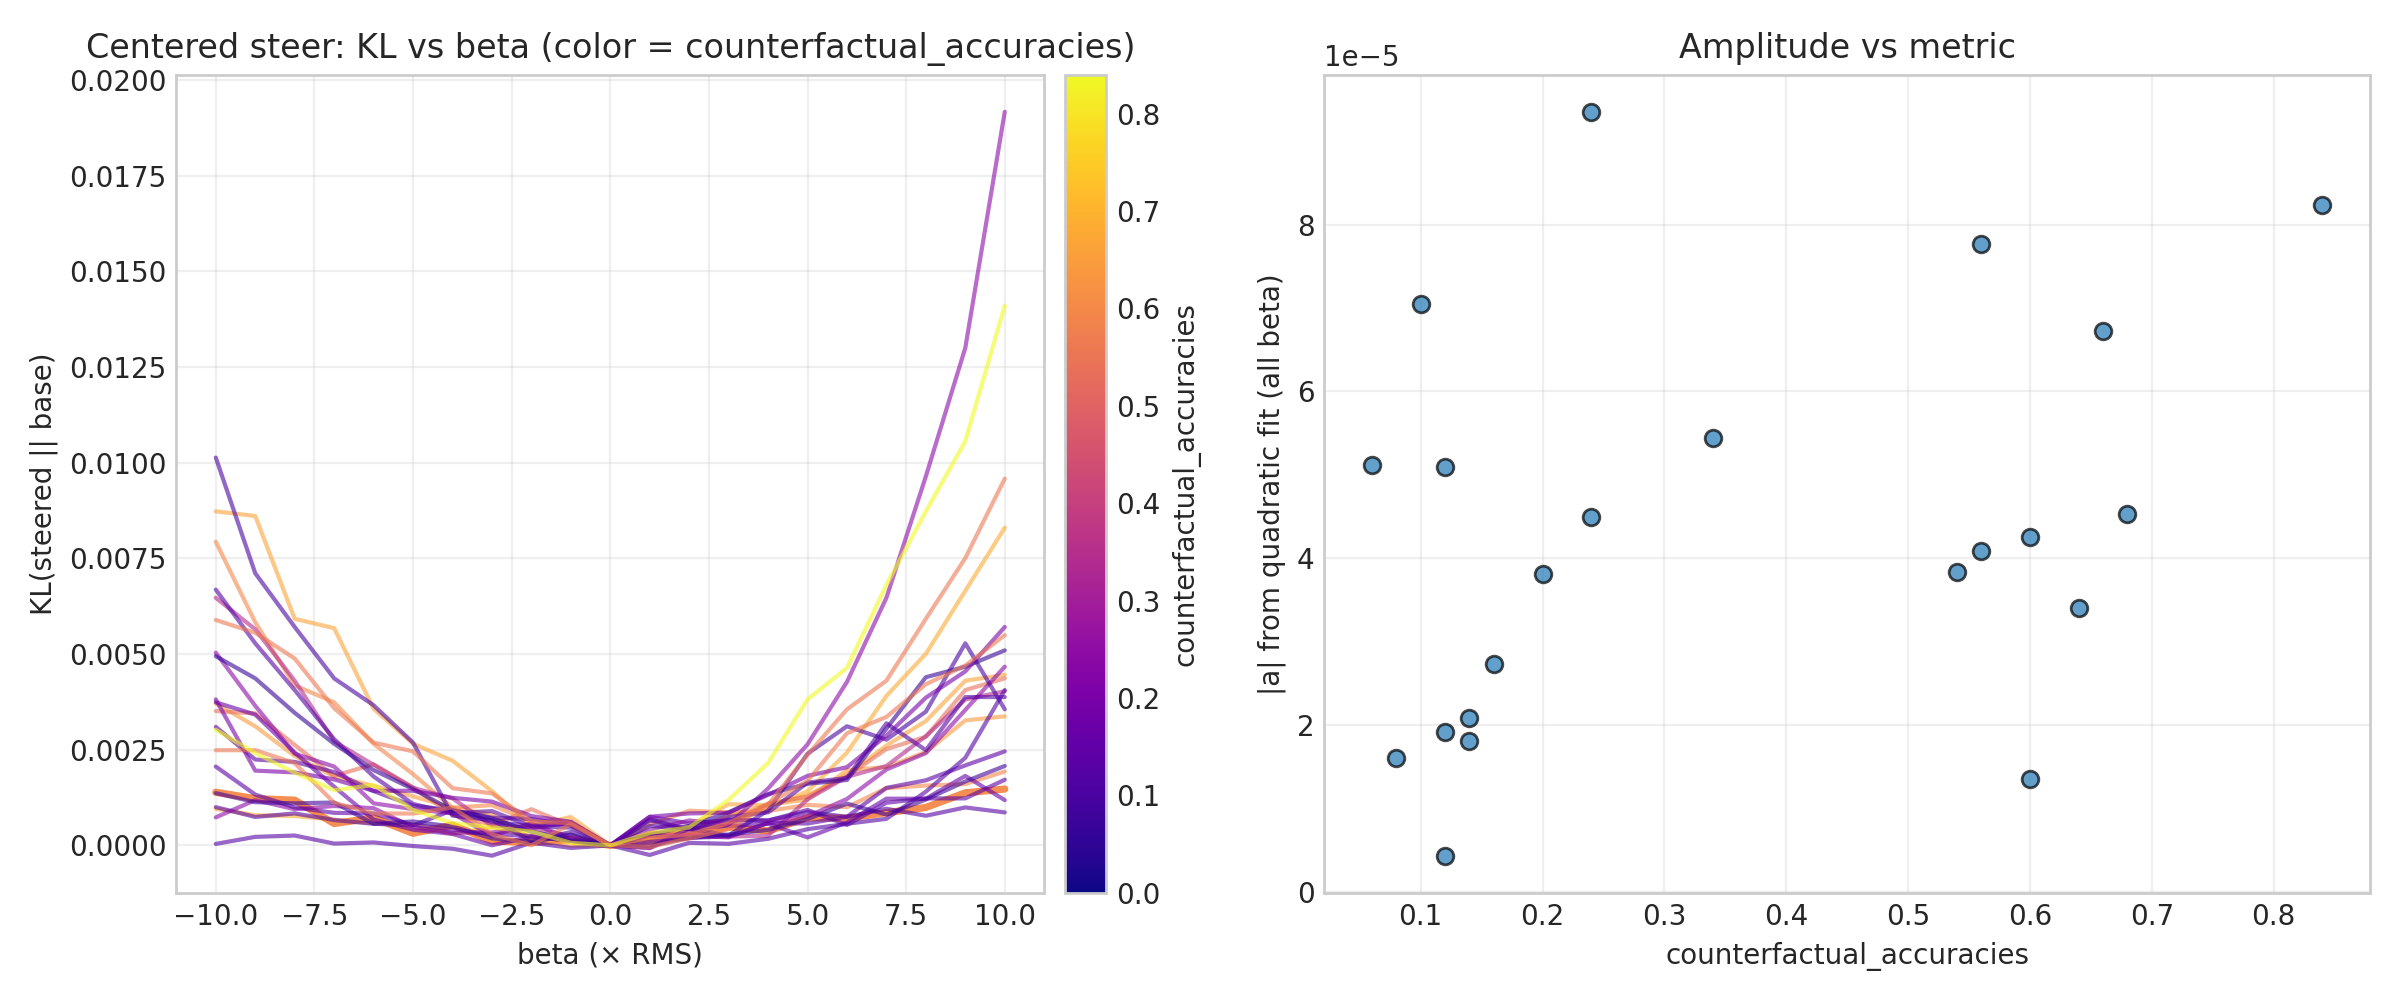 Centered steer: KL vs beta (color = counterfactual_accuracies)
KL(steered || base)
0.0200
0.0175
0.0150
0.0125
0.0100
0.0075
0.0050
0.0025
0.0000
−10.0 −7.5 −5.0 −2.5 0.0 2.5 5.0 7.5 10.0
beta (× RMS)
0.8
0.7
0.6
0.5
0.4
0.3
0.2
0.1
0.0
counterfactual_accuracies
Amplitude vs metric
1e−5
|a| from quadratic fit (all beta)
8
6
4
2
0
0.1 0.2 0.3 0.4 0.5 0.6 0.7 0.8
counterfactual_accuracies